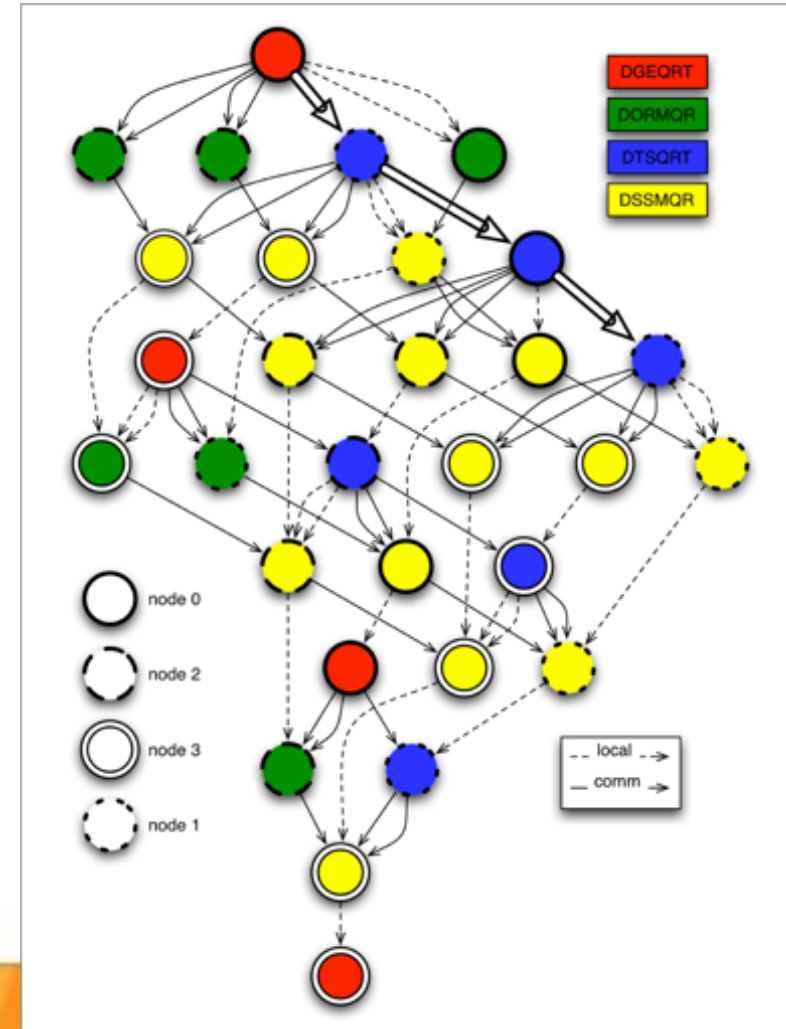 DGEQRT
DORMQR
DTSQRT
DSSMQR
node 0
node 2
node 3
node 1
local
comm